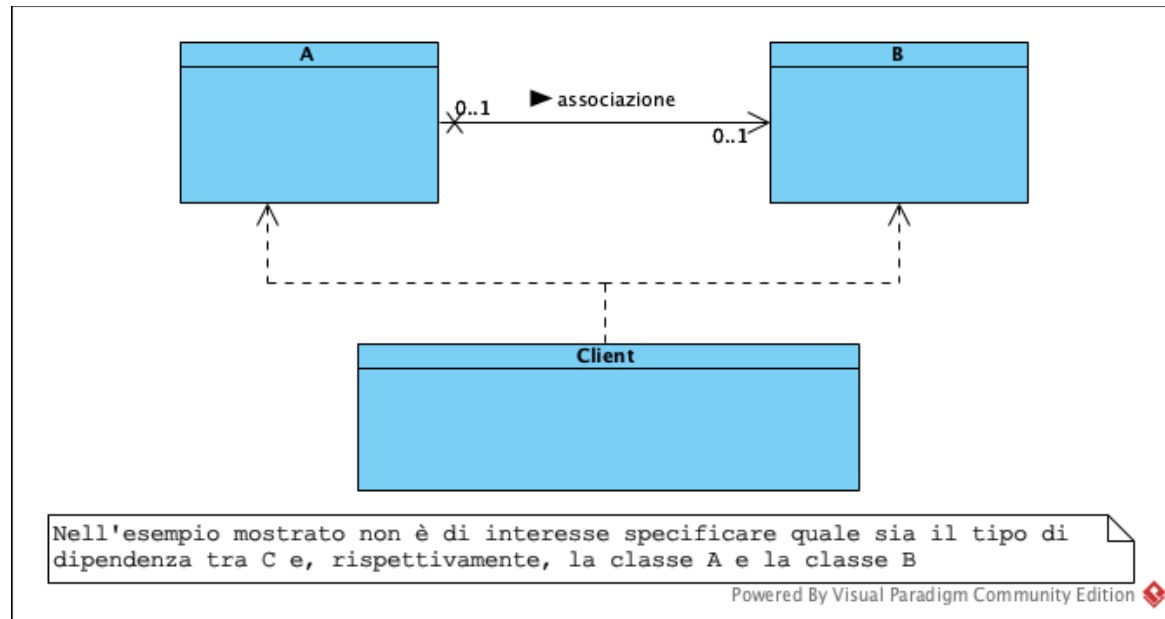 A
B
► associazione
0..1
0..1
Client
Nell'esempio mostrato non è di interesse specificare quale sia il tipo di
dipendenza tra C e, rispettivamente, la classe A e la classe B
Powered By Visual Paradigm Community Edition